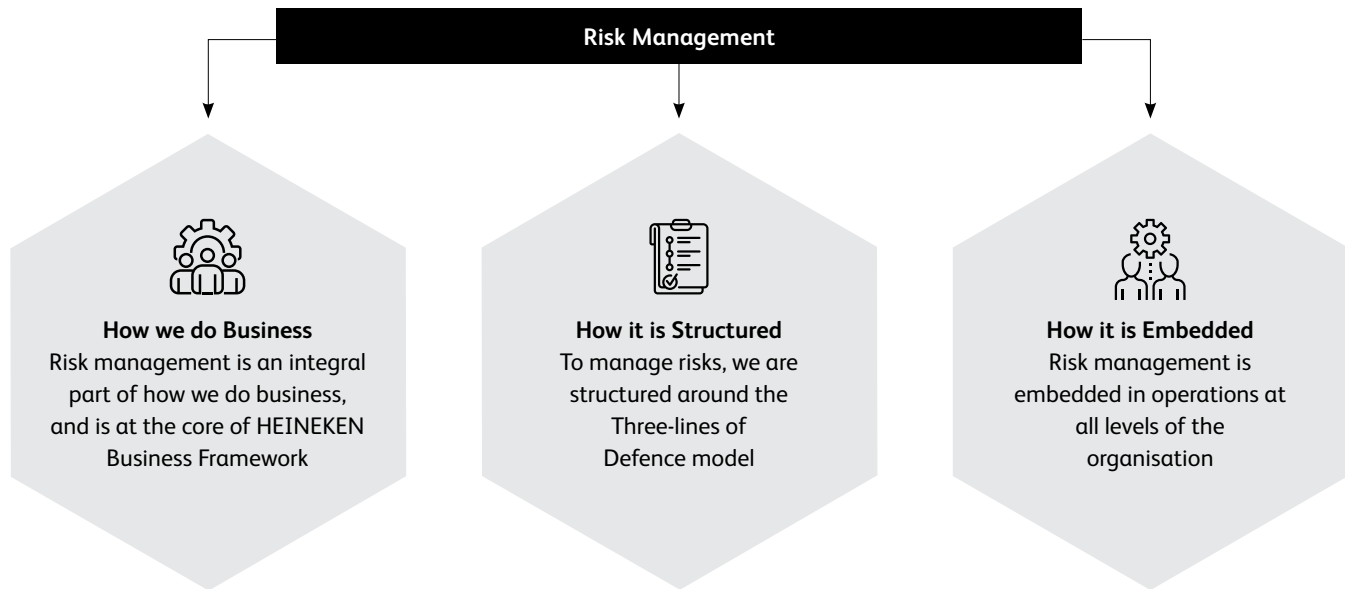 Risk Management
How we do Business
Risk management is an integral
part of how we do business,
and is at the core of HEINEKEN
Business Framework
How it is Structured
To manage risks, we are
structured around the
Three-lines of
Defence model
How it is Embedded
Risk management is
embedded in operations at
all levels of the
organisation